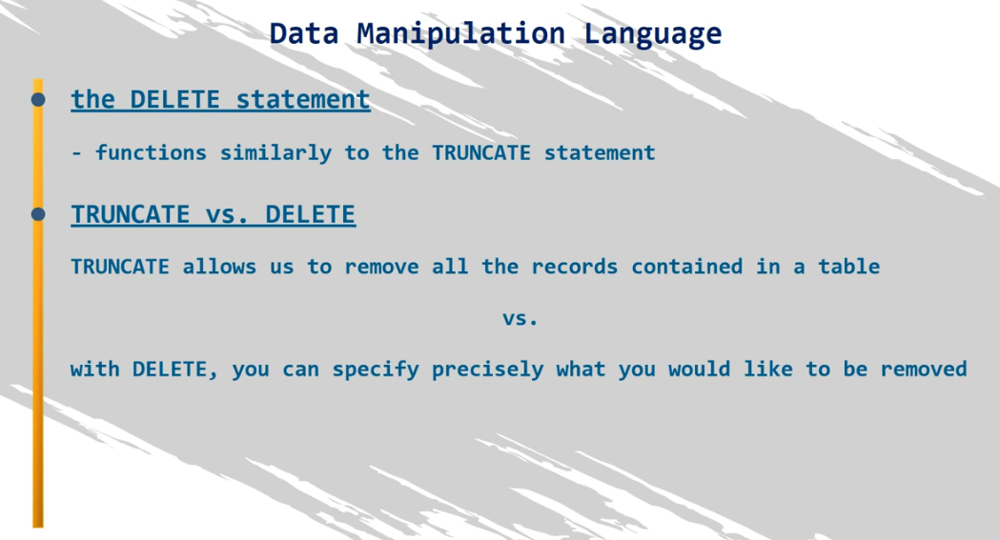 Data Manipulation Language
the DELETE statement
- functions similarly to the TRUNCATE statement
TRUNCATE vs. DELETE
TRUNCATE allows us to remove all the records contained in a table
vs.
with DELETE, you can specify precisely what you would like to be removed